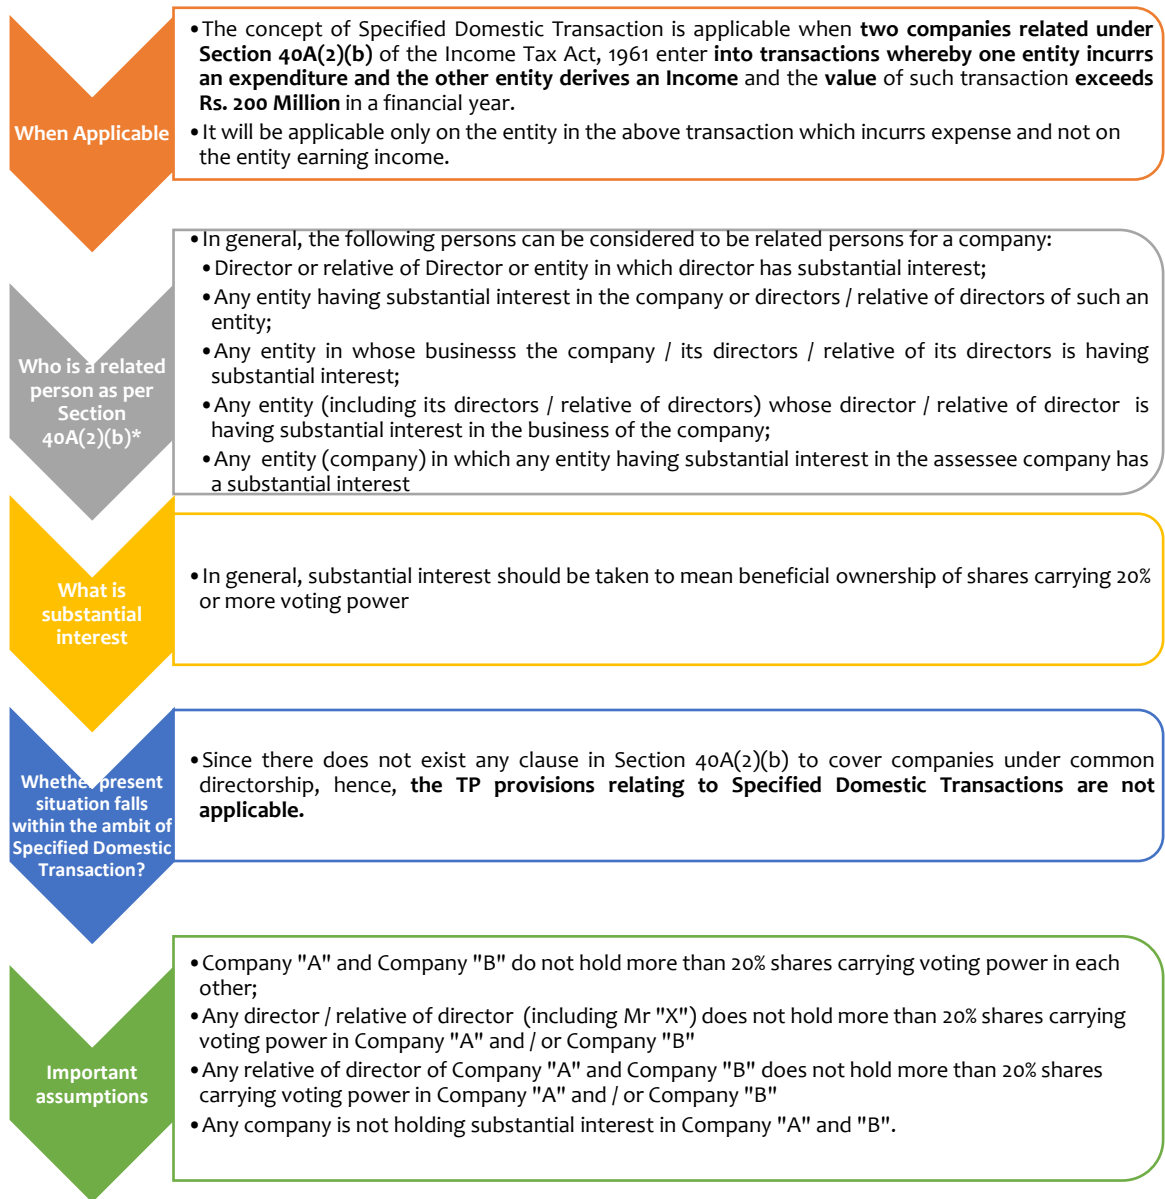 When Applicable
•The concept of Specified Domestic Transaction is applicable when two companies related under
Section 40A(2)(b) of the Income Tax Act, 1961 enter into transactions whereby one entity incurrs
an expenditure and the other entity derives an Income and the value of such transaction exceeds
Rs. 200 Million in a financial year.
•It will be applicable only on the entity in the above transaction which incurrs expense and not on
the entity earning income.
Who is a related
person as per
Section
40A(2)(b)*
•In general, the following persons can be considered to be related persons for a company:
•Director or relative of Director or entity in which director has substantial interest;
•Any entity having substantial interest in the company or directors / relative of directors of such an
entity;
•Any entity in whose businesss the company / its directors / relative of its directors is having
substantial interest;
•Any entity (including its directors / relative of directors) whose director / relative of director is
having substantial interest in the business of the company;
•Any entity (company) in which any entity having substantial interest in the assessee company has
a substantial interest
What is
substantial
interest
•In general, substantial interest should be taken to mean beneficial ownership of shares carrying 20%
or more voting power
Whether present
situation falls
within the ambit of
Specified Domestic
Transaction?
•Since there does not exist any clause in Section 40A(2)(b) to cover companies under common
directorship, hence, the TP provisions relating to Specified Domestic Transactions are not
applicable.
Important
assumptions
•Company "A" and Company "B" do not hold more than 20% shares carrying voting power in each
other;
•Any director / relative of director (including Mr "X") does not hold more than 20% shares carrying
voting power in Company "A" and / or Company "B"
•Any relative of director of Company "A" and Company "B" does not hold more than 20% shares
carrying voting power in Company "A" and / or Company "B"
•Any company is not holding substantial interest in Company "A" and "B".